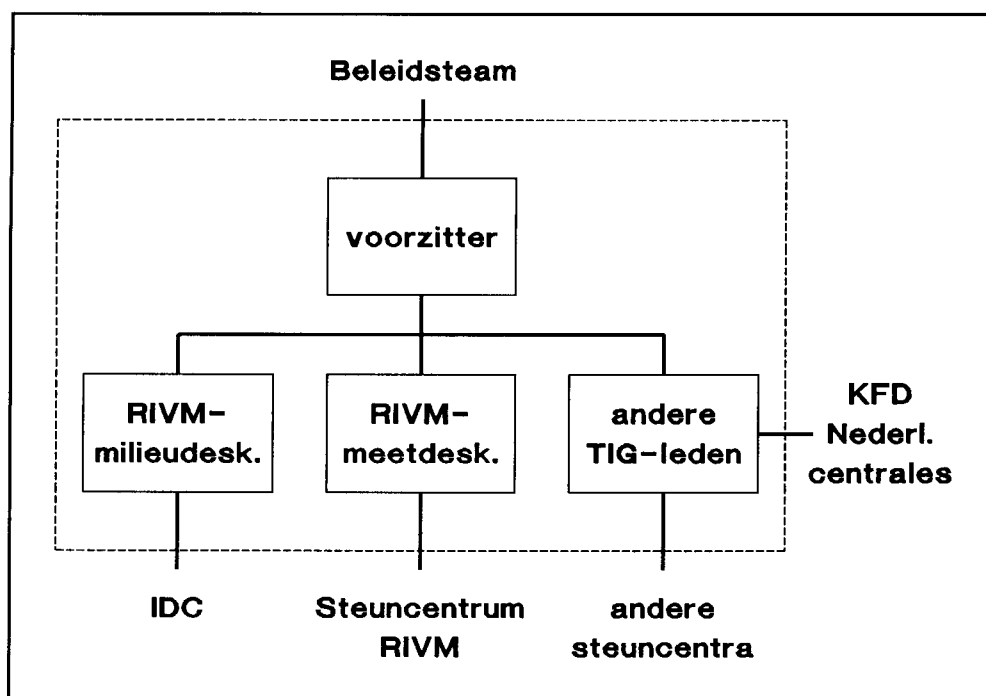 Beleidsteam
voorzitter
RIVM-
milieudesk.
RIVM-
meetdesk.
andere
TIG-leden
KFD
Nederl.
centrales
IDC
Steuncentrum
RIVM
andere
steuncentra